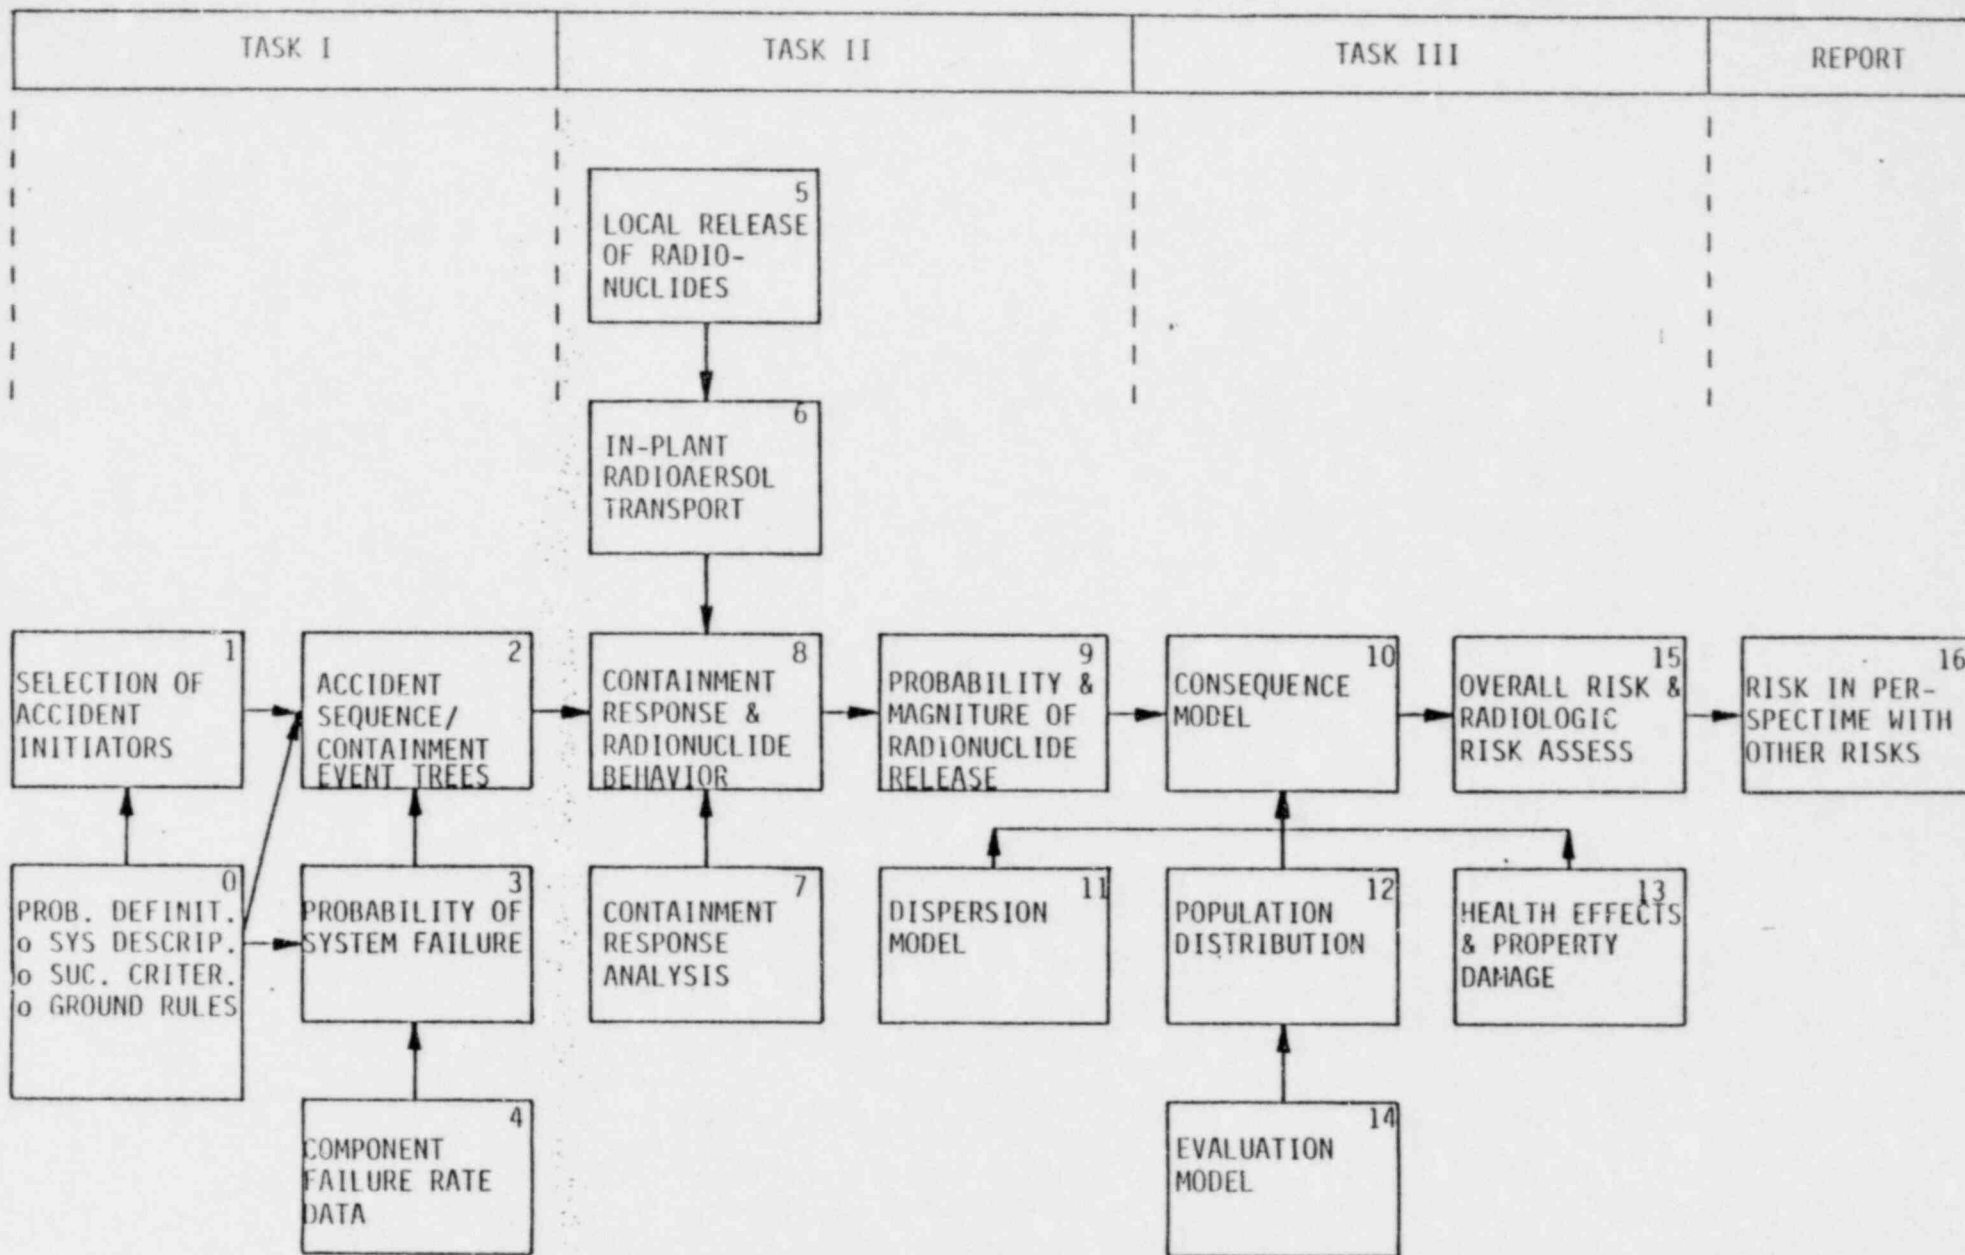 TASK I
TASK II
TASK III
REPORT
5
LOCAL RELEASE
OF RADIO-
NUCLIDES
6
IN-PLANT
RADIOAERSOL
TRANSPORT
1
SELECTION OF
ACCIDENT
INITIATORS
2
ACCIDENT
SEQUENCE/
CONTAINMENT
EVENT TREES
8
CONTAINMENT
RESPONSE &
RADIONUCLIDE
BEHAVIOR
9
PROBABILITY &
MAGNITURE OF
RADIONUCLIDE
RELEASE
10
CONSEQUENCE
MODEL
15
OVERALL RISK &
RADIOLOGIC
RISK ASSESS
16
RISK IN PER-
SPECTIME WITH
OTHER RISKS
0
PROB. DEFINIT.
o SYS DESCRIP.
o SUC. CRITER.
o GROUND RULES
3
PROBABILITY OF
SYSTEM FAILURE
7
CONTAINMENT
RESPONSE
ANALYSIS
11
DISPERSION
MODEL
12
POPULATION
DISTRIBUTION
13
HEALTH EFFECTS
& PROPERTY
DAMAGE
4
COMPONENT
FAILURE RATE
DATA
14
EVALUATION
MODEL